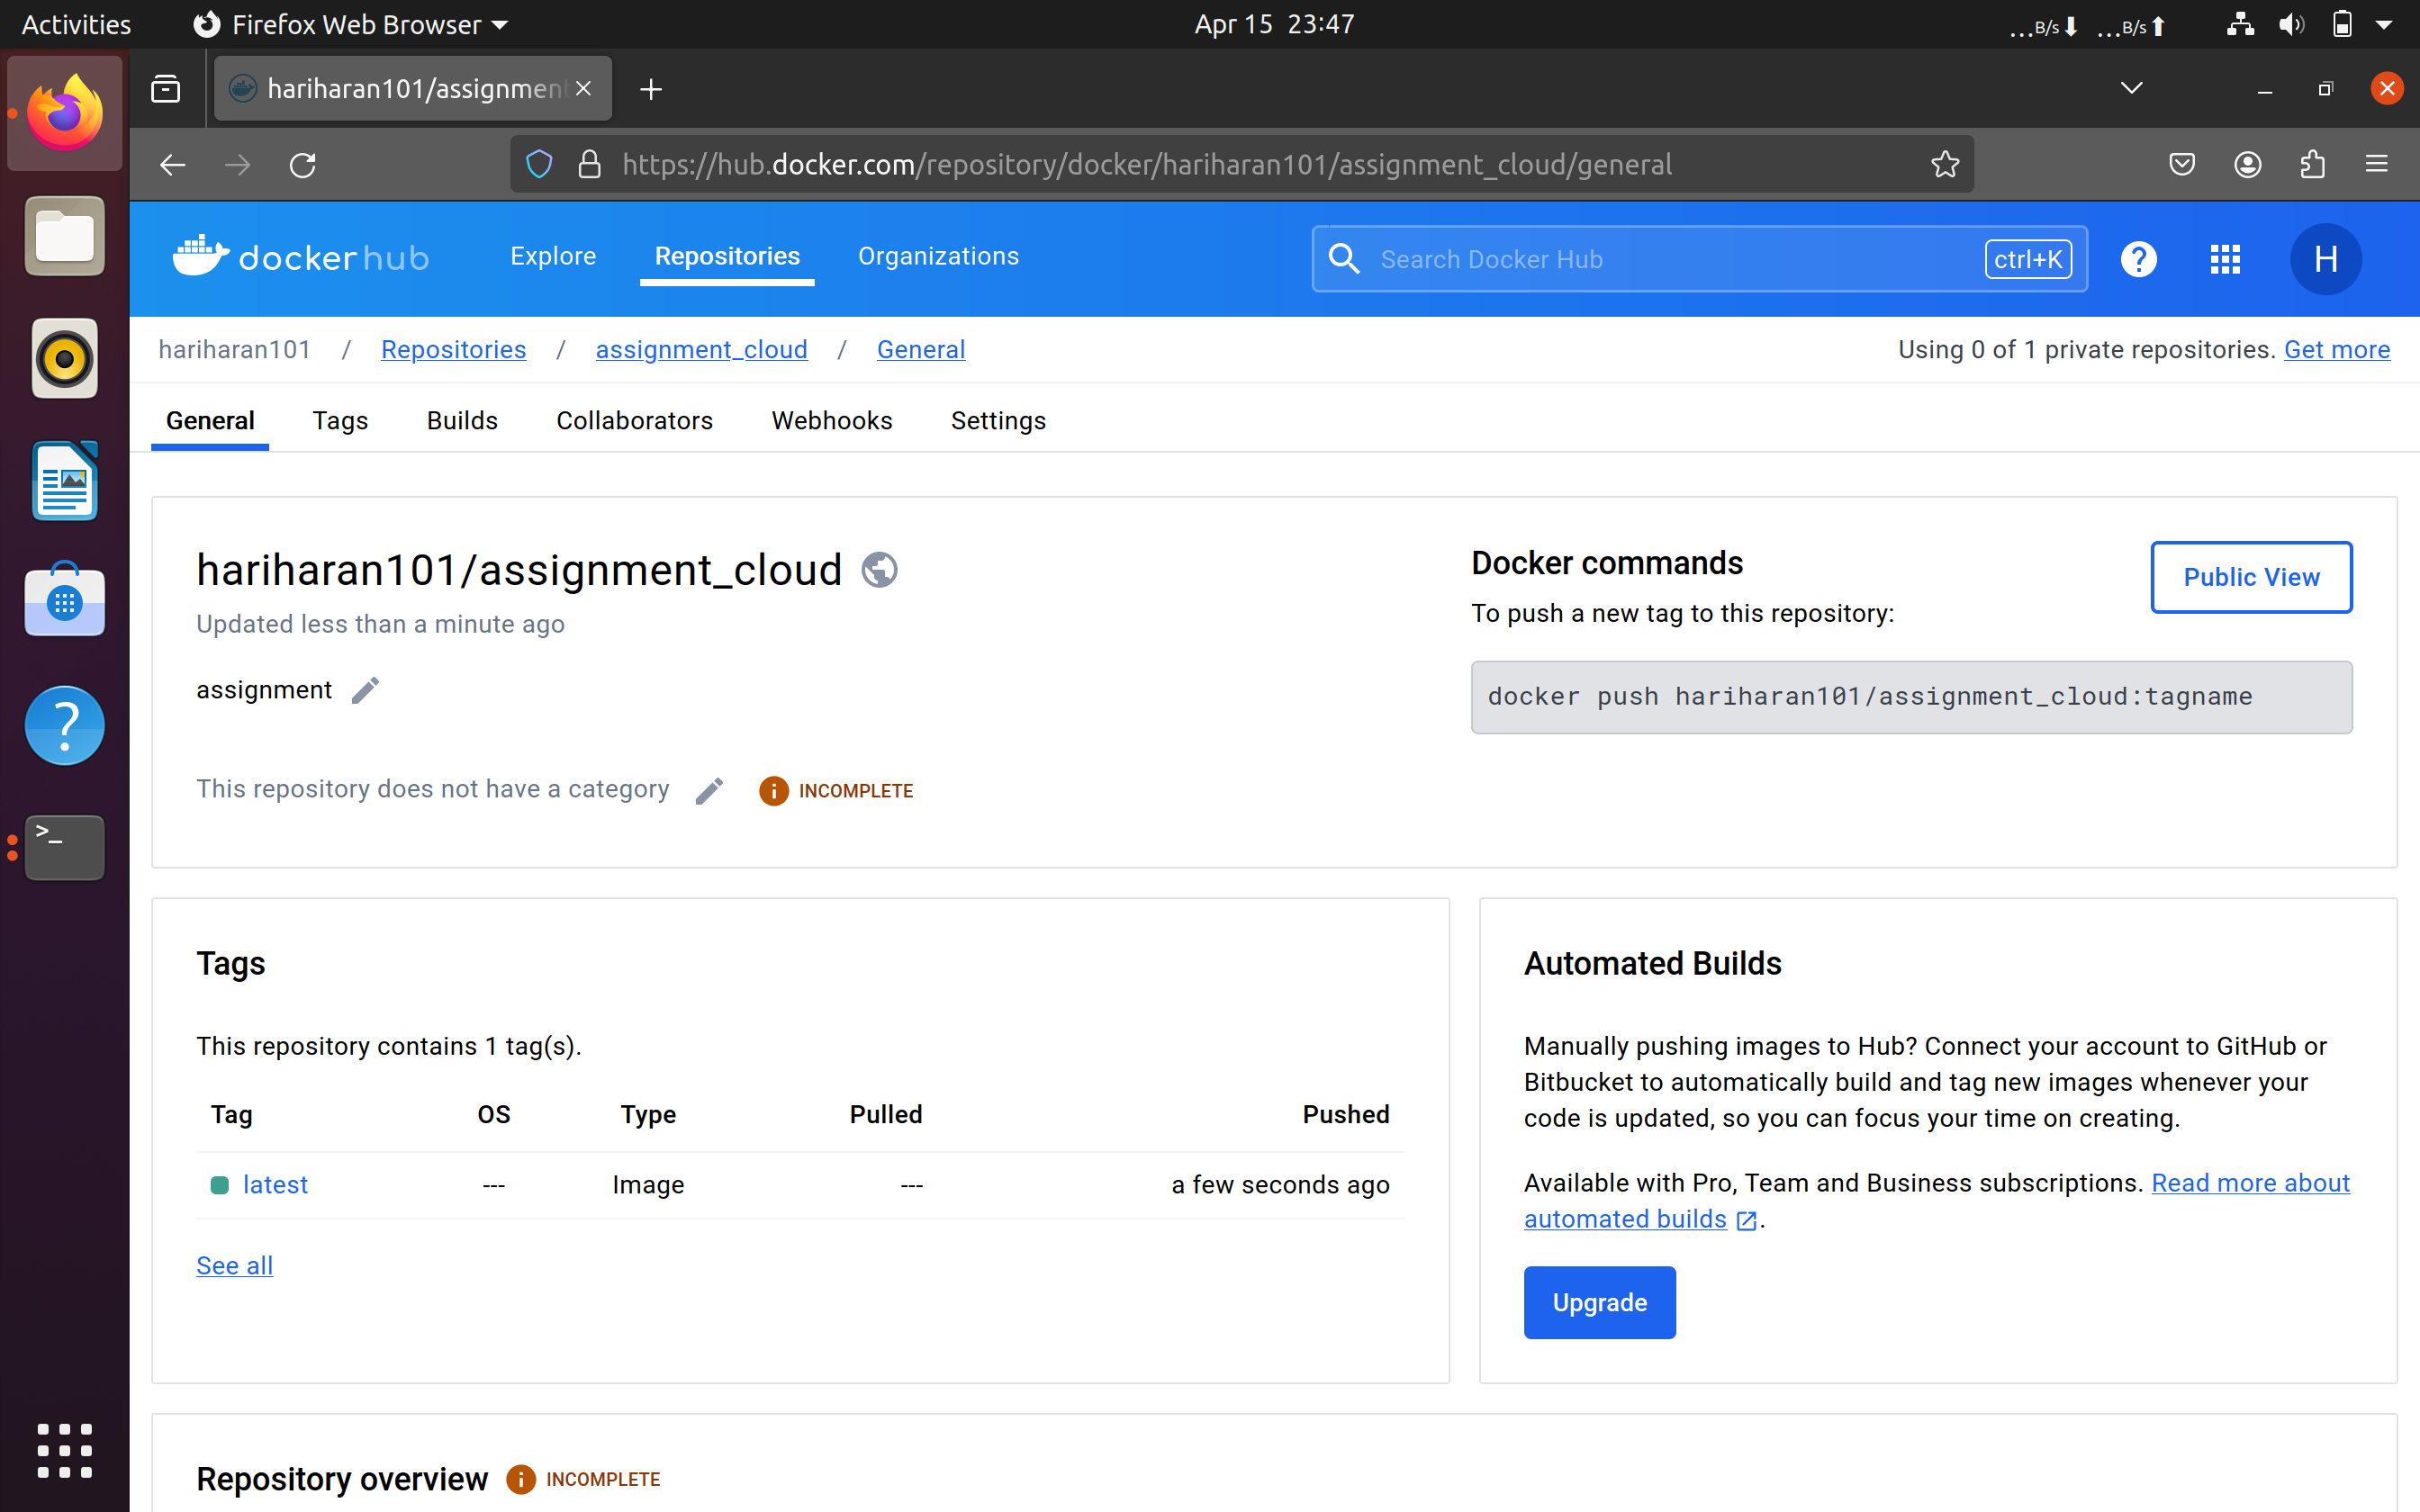 Activities Firefox Web Browser Apr 15 23:47 ...B/s ...B/s
hariharan101/assignment
https://hub.docker.com/repository/docker/hariharan101/assignment_cloud/general
dockerhub Explore Repositories Organizations Search Docker Hub ctrl+K ? H
hariharan101 / Repositories / assignment_cloud / General Using 0 of 1 private repositories. Get more
General Tags Builds Collaborators Webhooks Settings
hariharan101/assignment_cloud
Updated less than a minute ago
assignment
This repository does not have a category INCOMPLETE
Docker commands
Public View
To push a new tag to this repository:
docker push hariharan101/assignment_cloud:tagname
Tags
This repository contains 1 tag(s).
Tag OS Type Pulled Pushed
latest --- Image --- a few seconds ago
See all
Automated Builds
Manually pushing images to Hub? Connect your account to GitHub or
Bitbucket to automatically build and tag new images whenever your
code is updated, so you can focus your time on creating.
Available with Pro, Team and Business subscriptions. Read more about
automated builds .
Upgrade
Repository overview INCOMPLETE